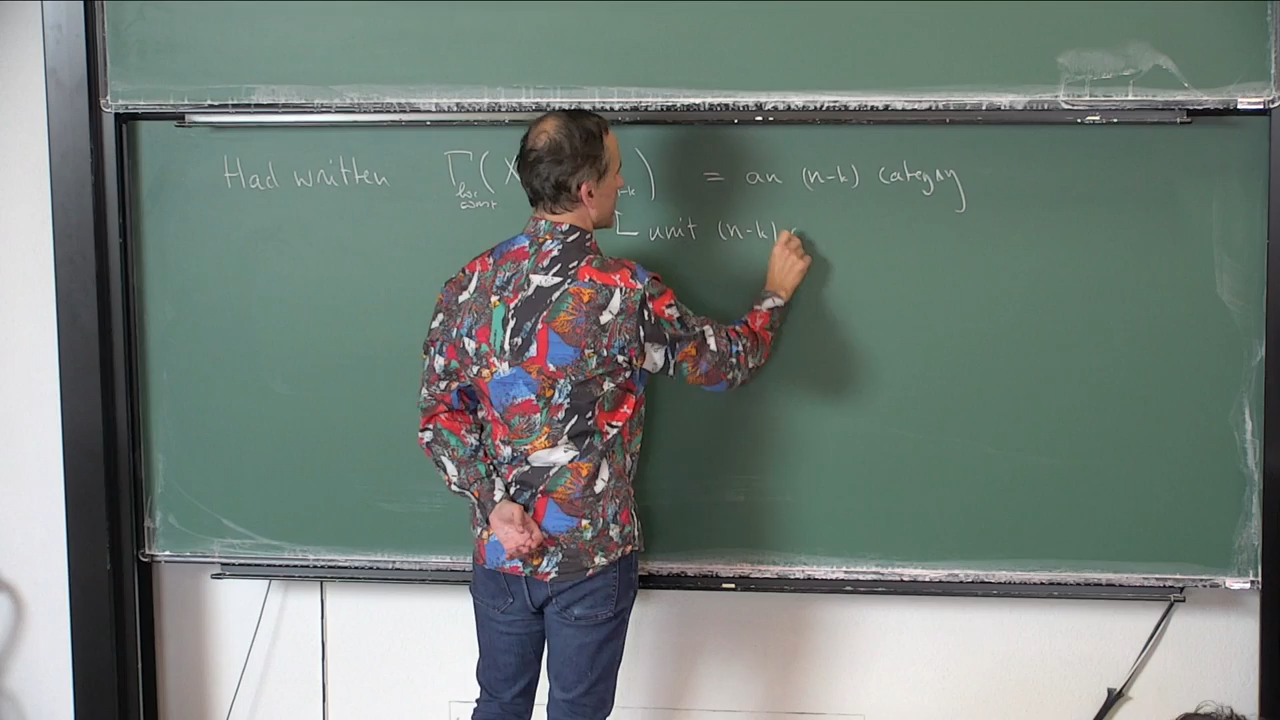 Had written Γ ( X n-k ) = an (n-k) category
loc
const
unit (n-k)